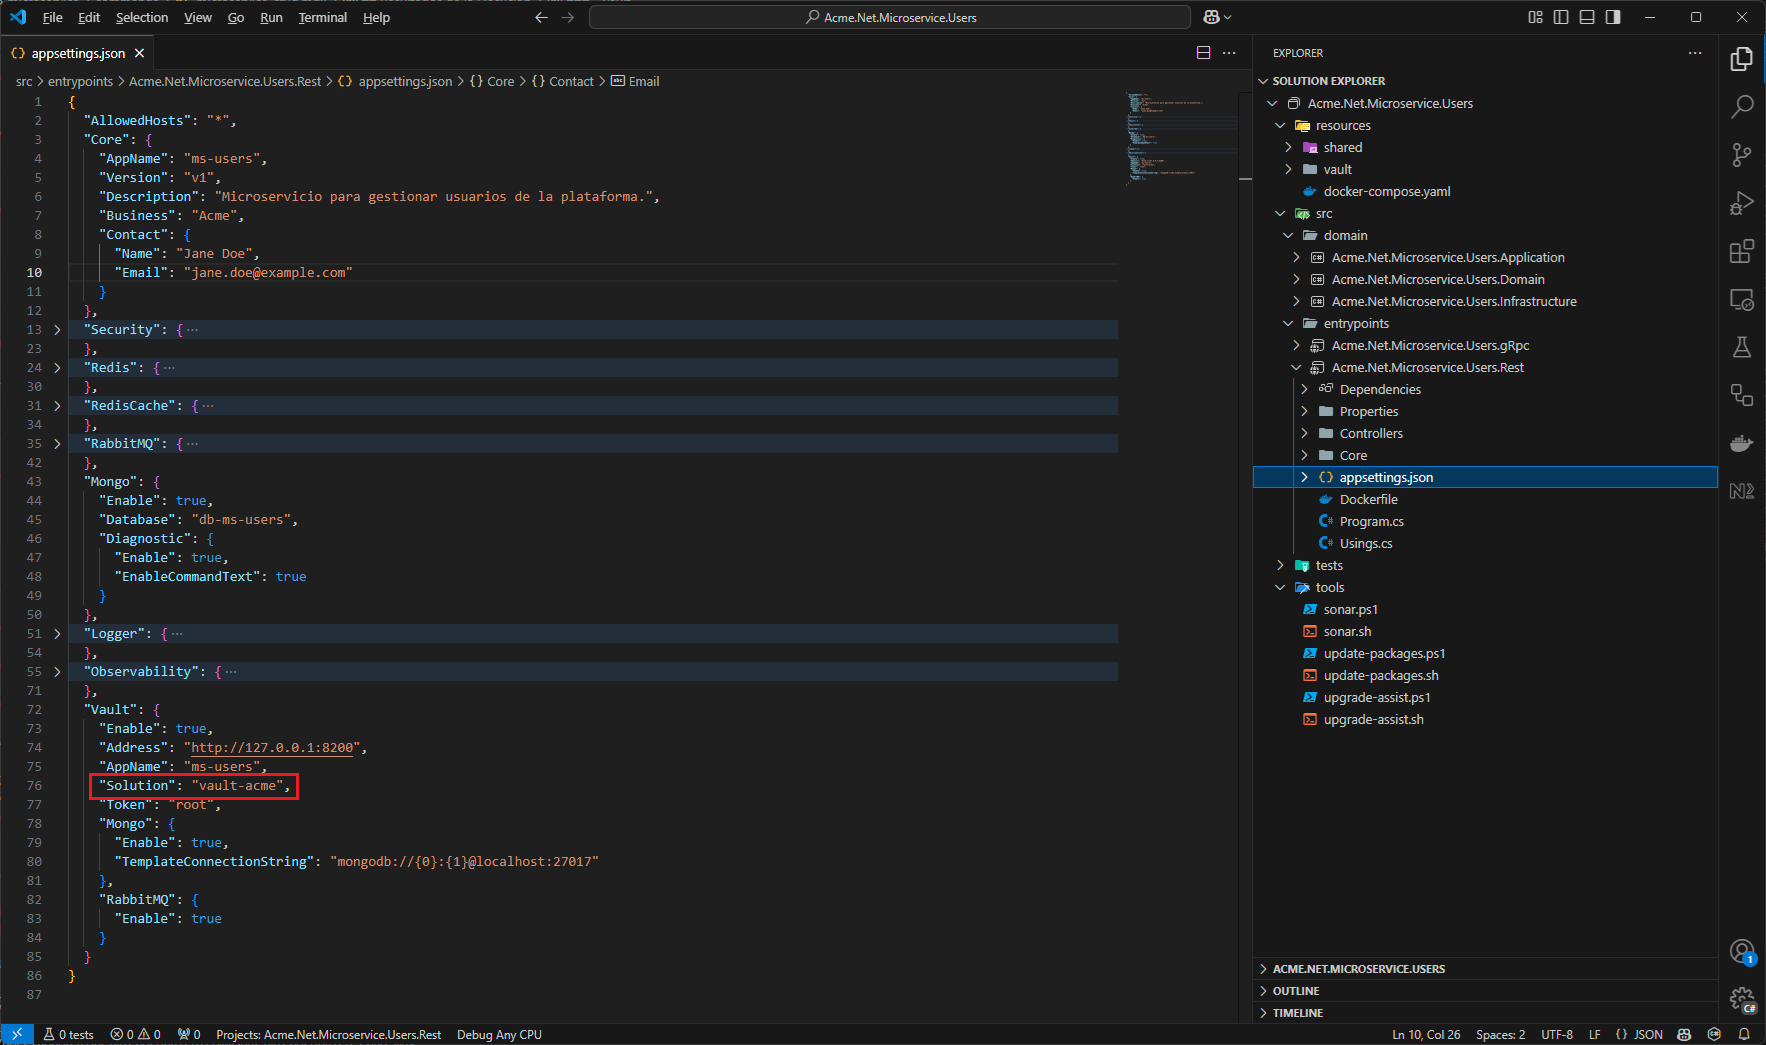 File Edit Selection View Go Run Terminal Help
Acme.Net.Microservice.Users
appsettings.json
src > entrypoints > Acme.Net.Microservice.Users.Rest > {} appsettings.json > {} Core > {} Contact > Email
1 {
2 "AllowedHosts": "*",
3 "Core": {
4 "AppName": "ms-users",
5 "Version": "v1",
6 "Description": "Microservicio para gestionar usuarios de la plataforma.",
7 "Business": "Acme",
8 "Contact": {
9 "Name": "Jane Doe",
10 "Email": "jane.doe@example.com"
11 }
12 },
13 "Security": { ···
23 },
24 "Redis": { ···
30 },
31 "RedisCache": { ···
34 },
35 "RabbitMQ": { ···
42 },
43 "Mongo": {
44 "Enable": true,
45 "Database": "db-ms-users",
46 "Diagnostic": {
47 "Enable": true,
48 "EnableCommandText": true
49 }
50 },
51 "Logger": { ···
54 },
55 "Observability": { ···
71 },
72 "Vault": {
73 "Enable": true,
74 "Address": "http://127.0.0.1:8200",
75 "AppName": "ms-users",
76 "Solution": "vault-acme",
77 "Token": "root",
78 "Mongo": {
79 "Enable": true,
80 "TemplateConnectionString": "mongodb://{0}:{1}@localhost:27017"
81 },
82 "RabbitMQ": {
83 "Enable": true
84 }
85 }
86 }
87
EXPLORER
SOLUTION EXPLORER
Acme.Net.Microservice.Users
resources
shared
vault
docker-compose.yaml
src
domain
Acme.Net.Microservice.Users.Application
Acme.Net.Microservice.Users.Domain
Acme.Net.Microservice.Users.Infrastructure
entrypoints
Acme.Net.Microservice.Users.gRpc
Acme.Net.Microservice.Users.Rest
Dependencies
Properties
Controllers
Core
appsettings.json
Dockerfile
Program.cs
Usings.cs
tests
tools
sonar.ps1
sonar.sh
update-packages.ps1
update-packages.sh
upgrade-assist.ps1
upgrade-assist.sh
ACME.NET.MICROSERVICE.USERS
OUTLINE
TIMELINE
1
C#
0 tests 0 0 0 Projects: Acme.Net.Microservice.Users.Rest Debug Any CPU
Ln 10, Col 26 Spaces: 2 UTF-8 LF {} JSON